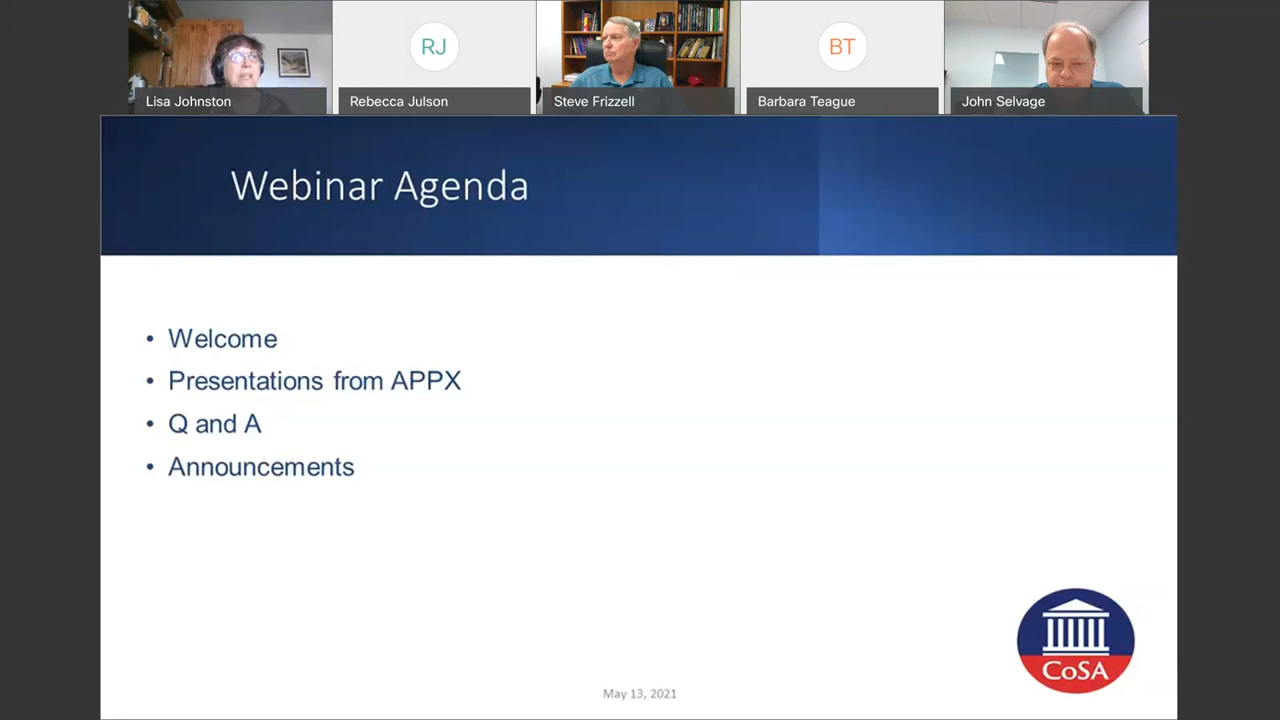 RJ
BT
Lisa Johnston
Rebecca Julson
Steve Frizzell
Barbara Teague
John Selvage
Webinar Agenda
• Welcome
• Presentations from APPX
• Q and A
• Announcements
CoSA
May 13, 2021